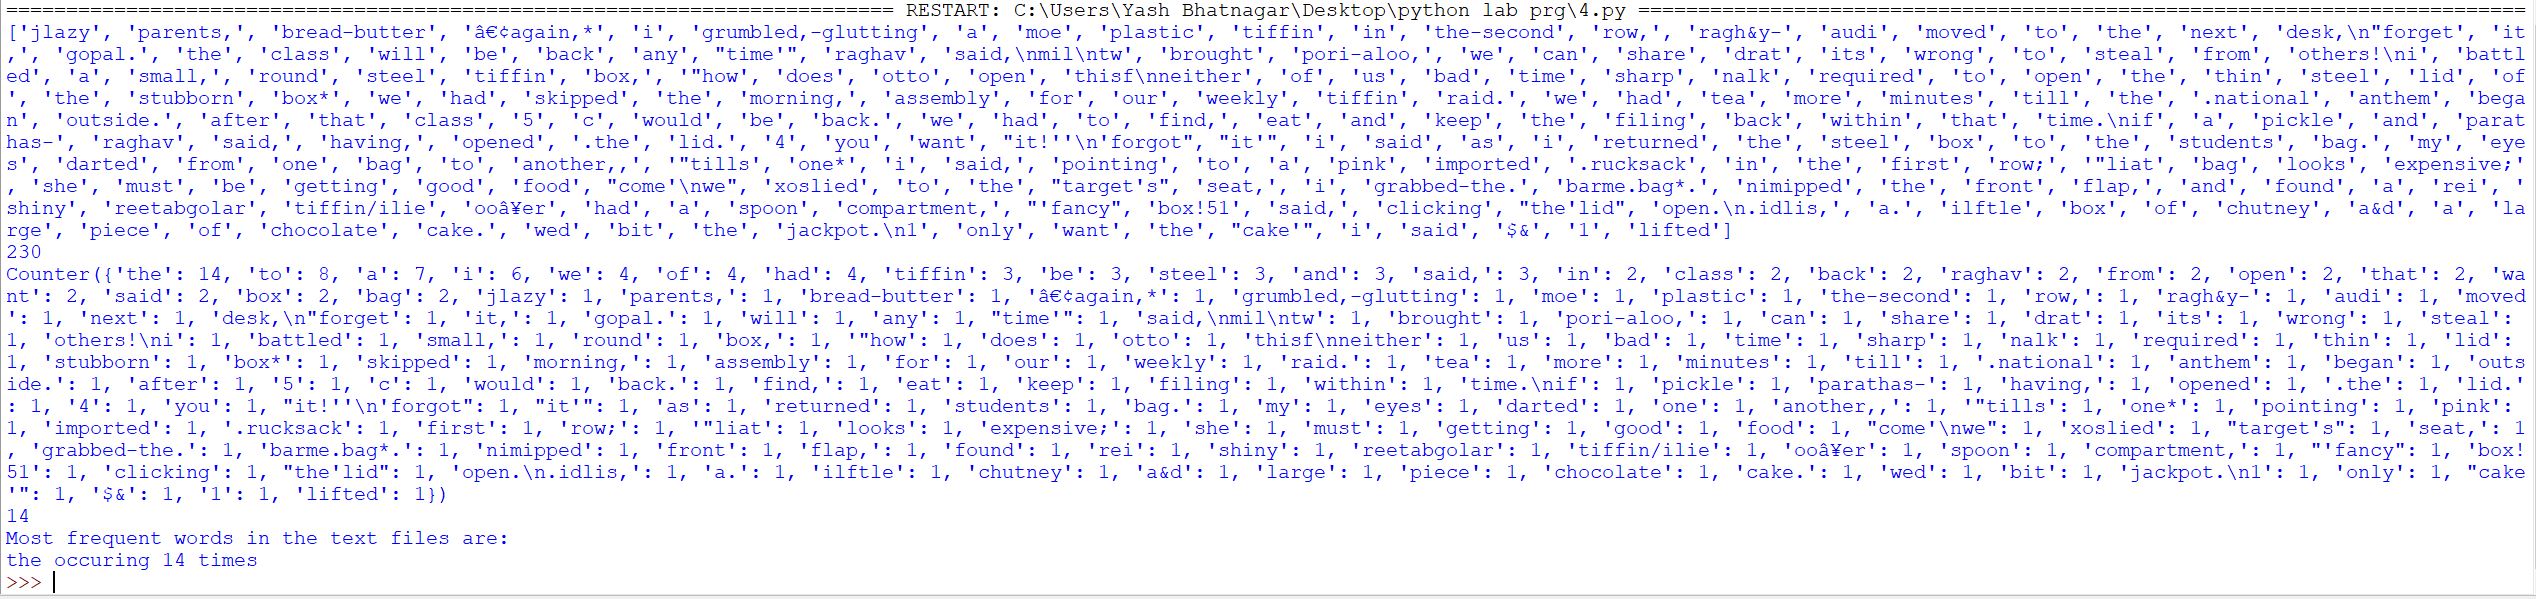 ======================================================================== RESTART: C:\Users\Yash Bhatnagar\Desktop\python lab prg\4.py ========================================================================
['jlazy', 'parents,', 'bread-butter', 'â€¢again,*', 'i', 'grumbled,-glutting', 'a', 'moe', 'plastic', 'tiffin', 'in', 'the-second', 'row,', 'ragh&y-', 'audi', 'moved', 'to', 'the', 'next', 'desk,\n"forget', 'it
,', 'gopal.', 'the', 'class', 'will', 'be', 'back', 'any', "time'", 'raghav', 'said,\nmil\ntw', 'brought', 'pori-aloo,', 'we', 'can', 'share', 'drat', 'its', 'wrong', 'to', 'steal', 'from', 'others!\ni', 'battl
ed', 'a', 'small,', 'round', 'steel', 'tiffin', 'box,', '"how', 'does', 'otto', 'open', 'thisf\nneither', 'of', 'us', 'bad', 'time', 'sharp', 'nalk', 'required', 'to', 'open', 'the', 'thin', 'steel', 'lid', 'of
', 'the', 'stubborn', 'box*', 'we', 'had', 'skipped', 'the', 'morning,', 'assembly', 'for', 'our', 'weekly', 'tiffin', 'raid.', 'we', 'had', 'tea', 'more', 'minutes', 'till', 'the', '.national', 'anthem', 'bega
n', 'outside.', 'after', 'that', 'class', '5', 'c', 'would', 'be', 'back.', 'we', 'had', 'to', 'find,', 'eat', 'and', 'keep', 'the', 'filing', 'back', 'within', 'that', 'time.\nif', 'a', 'pickle', 'and', 'parat
has-', 'raghav', 'said,', 'having,', 'opened', '.the', 'lid.', '4', 'you', 'want', "it!''\n'forgot", "it'", 'i', 'said', 'as', 'i', 'returned', 'the', 'steel', 'box', 'to', 'the', 'students', 'bag.', 'my', 'eye
s', 'darted', 'from', 'one', 'bag', 'to', 'another,,', '"tills', 'one*', 'i', 'said,', 'pointing', 'to', 'a', 'pink', 'imported', '.rucksack', 'in', 'the', 'first', 'row;', '"liat', 'bag', 'looks', 'expensive;'
, 'she', 'must', 'be', 'getting', 'good', 'food', "come'\nwe", 'xoslied', 'to', 'the', "target's", 'seat,', 'i', 'grabbed-the.', 'barme.bag*.', 'nimipped', 'the', 'front', 'flap,', 'and', 'found', 'a', 'rei', '
shiny', 'reetabgolar', 'tiffin/ilie', 'ooâ¥er', 'had', 'a', 'spoon', 'compartment,', "'fancy", 'box!51', 'said,', 'clicking', "the'lid", 'open.\n.idlis,', 'a.', 'ilftle', 'box', 'of', 'chutney', 'a&d', 'a', 'la
rge', 'piece', 'of', 'chocolate', 'cake.', 'wed', 'bit', 'the', 'jackpot.\n1', 'only', 'want', 'the', "cake'", 'i', 'said', '$&', '1', 'lifted']
230
Counter({'the': 14, 'to': 8, 'a': 7, 'i': 6, 'we': 4, 'of': 4, 'had': 4, 'tiffin': 3, 'be': 3, 'steel': 3, 'and': 3, 'said,': 3, 'in': 2, 'class': 2, 'back': 2, 'raghav': 2, 'from': 2, 'open': 2, 'that': 2, 'wa
nt': 2, 'said': 2, 'box': 2, 'bag': 2, 'jlazy': 1, 'parents,': 1, 'bread-butter': 1, 'â€¢again,*': 1, 'grumbled,-glutting': 1, 'moe': 1, 'plastic': 1, 'the-second': 1, 'row,': 1, 'ragh&y-': 1, 'audi': 1, 'moved
': 1, 'next': 1, 'desk,\n"forget': 1, 'it,': 1, 'gopal.': 1, 'will': 1, 'any': 1, "time'": 1, 'said,\nmil\ntw': 1, 'brought': 1, 'pori-aloo,': 1, 'can': 1, 'share': 1, 'drat': 1, 'its': 1, 'wrong': 1, 'steal':
1, 'others!\ni': 1, 'battled': 1, 'small,': 1, 'round': 1, 'box,': 1, '"how': 1, 'does': 1, 'otto': 1, 'thisf\nneither': 1, 'us': 1, 'bad': 1, 'time': 1, 'sharp': 1, 'nalk': 1, 'required': 1, 'thin': 1, 'lid':
1, 'stubborn': 1, 'box*': 1, 'skipped': 1, 'morning,': 1, 'assembly': 1, 'for': 1, 'our': 1, 'weekly': 1, 'raid.': 1, 'tea': 1, 'more': 1, 'minutes': 1, 'till': 1, '.national': 1, 'anthem': 1, 'began': 1, 'outs
ide.': 1, 'after': 1, '5': 1, 'c': 1, 'would': 1, 'back.': 1, 'find,': 1, 'eat': 1, 'keep': 1, 'filing': 1, 'within': 1, 'time.\nif': 1, 'pickle': 1, 'parathas-': 1, 'having,': 1, 'opened': 1, '.the': 1, 'lid.'
: 1, '4': 1, 'you': 1, "it!''\n'forgot": 1, "it'": 1, 'as': 1, 'returned': 1, 'students': 1, 'bag.': 1, 'my': 1, 'eyes': 1, 'darted': 1, 'one': 1, 'another,,': 1, '"tills': 1, 'one*': 1, 'pointing': 1, 'pink':
1, 'imported': 1, '.rucksack': 1, 'first': 1, 'row;': 1, '"liat': 1, 'looks': 1, 'expensive;': 1, 'she': 1, 'must': 1, 'getting': 1, 'good': 1, 'food': 1, "come'\nwe": 1, 'xoslied': 1, "target's": 1, 'seat,': 1
, 'grabbed-the.': 1, 'barme.bag*.': 1, 'nimipped': 1, 'front': 1, 'flap,': 1, 'found': 1, 'rei': 1, 'shiny': 1, 'reetabgolar': 1, 'tiffin/ilie': 1, 'ooâ¥er': 1, 'spoon': 1, 'compartment,': 1, "'fancy": 1, 'box!
51': 1, 'clicking': 1, "the'lid": 1, 'open.\n.idlis,': 1, 'a.': 1, 'ilftle': 1, 'chutney': 1, 'a&d': 1, 'large': 1, 'piece': 1, 'chocolate': 1, 'cake.': 1, 'wed': 1, 'bit': 1, 'jackpot.\n1': 1, 'only': 1, "cake
'": 1, '$&': 1, '1': 1, 'lifted': 1})
14
Most frequent words in the text files are:
the occuring 14 times
>>>